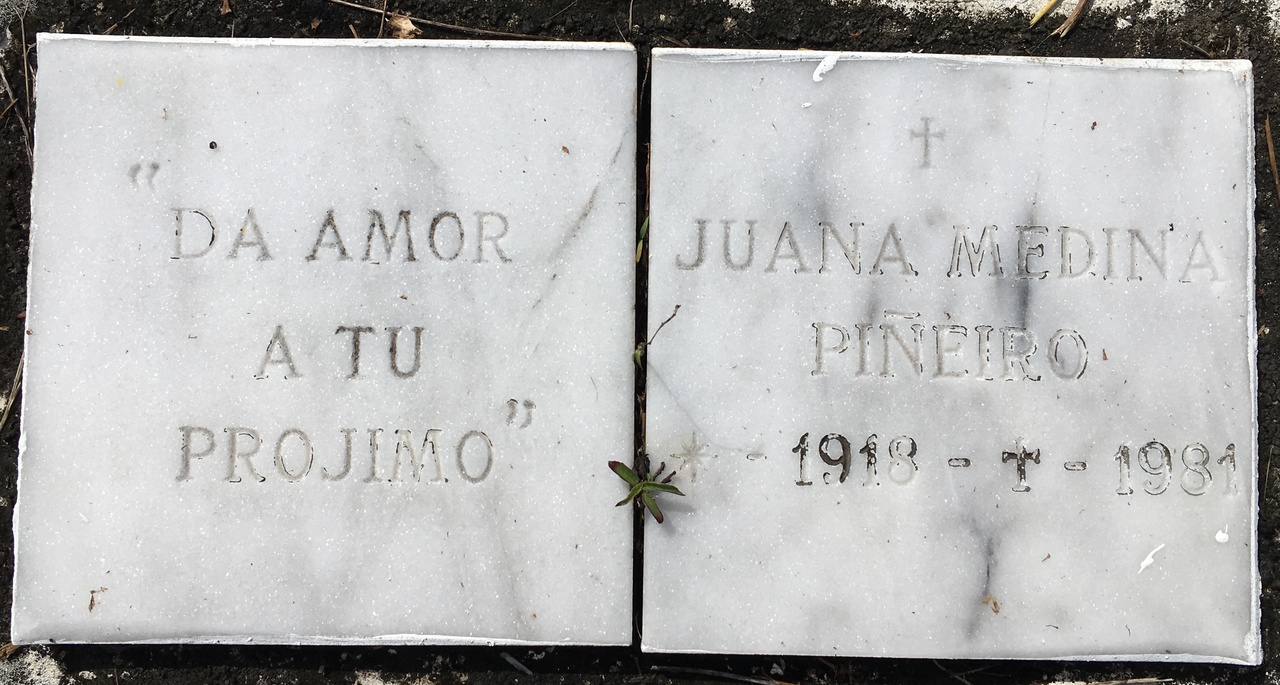 "DA AMOR
A TU
PROJIMO"
†
JUANA MEDINA
PIÑEIRO
* - 1918 - ✝ - 1981